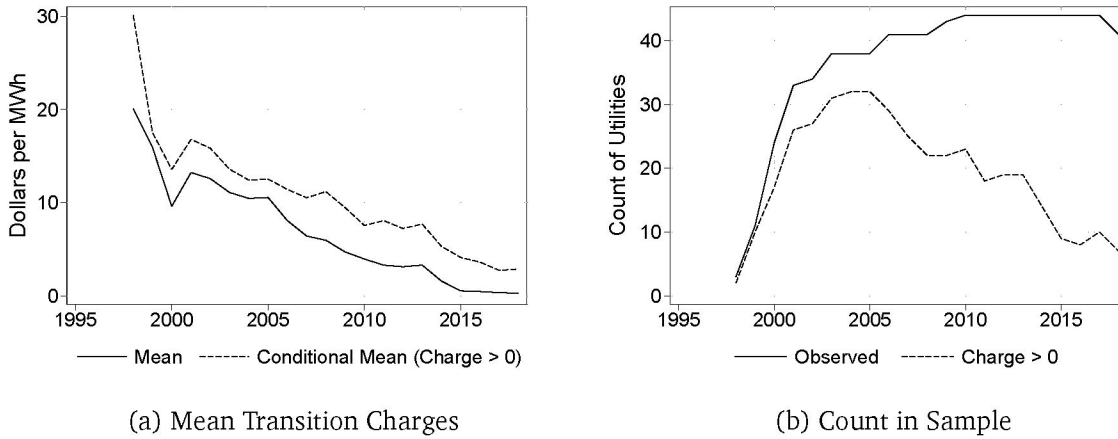 Dollars per MWh
30
20
10
0
1995 2000 2005 2010 2015
Mean Conditional Mean (Charge > 0)
(a) Mean Transition Charges
Count of Utilities
40
30
20
10
0
1995 2000 2005 2010 2015
Observed Charge > 0
(b) Count in Sample